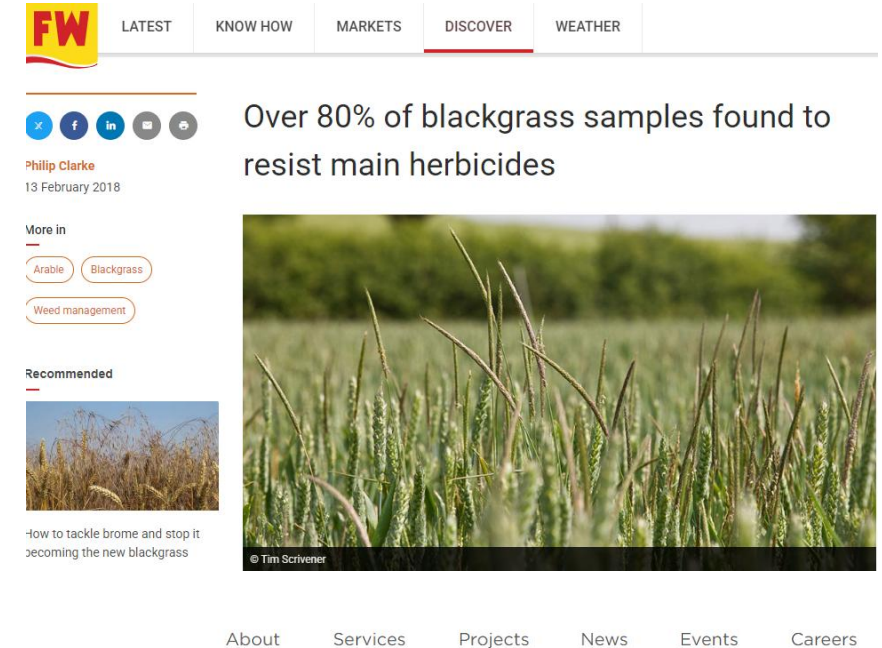 FW
LATEST
KNOW HOW
MARKETS
DISCOVER
WEATHER
Philip Clarke
13 February 2018
More in
Arable
Blackgrass
Weed management
Recommended
How to tackle brome and stop it
becoming the new blackgrass
Over 80% of blackgrass samples found to
resist main herbicides
© Tim Scrivener
About
Services
Projects
News
Events
Careers